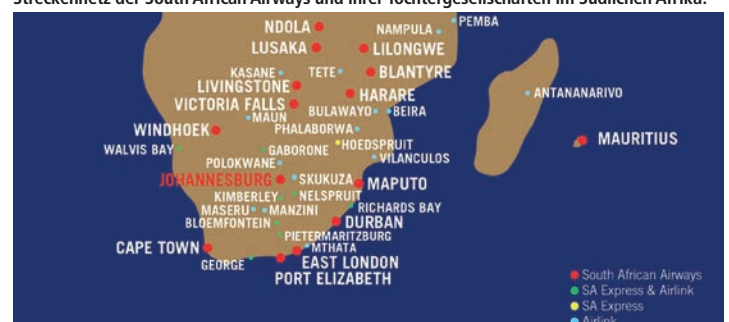 Streckennetz der South African Airways und ihrer Tochtergesellschaften im Südlichen Afrika.
PEMBA
NDOLA
NAMPULA
LUSAKA
LILONGWE
KASANE
TETE
BLANTYRE
LIVINGSTONE
HARARE
ANTANANARIVO
VICTORIA FALLS
BULAWAYO
BEIRA
MAUN
WINDHOEK
PHALABORWA
MAURITIUS
WALVIS BAY
GABORONE
HOEDSPRUIT
POLOKWANE
VILANCULOS
JOHANNESBURG
SKUKUZA
MAPUTO
KIMBERLEY
NELSPRUIT
MASERU
MANZINI
RICHARDS BAY
BLOEMFONTEIN
DURBAN
PIETERMARITZBURG
CAPE TOWN
MTHATA
GEORGE
EAST LONDON
PORT ELIZABETH
South African Airways
SA Express & Airlink
SA Express
Airlink